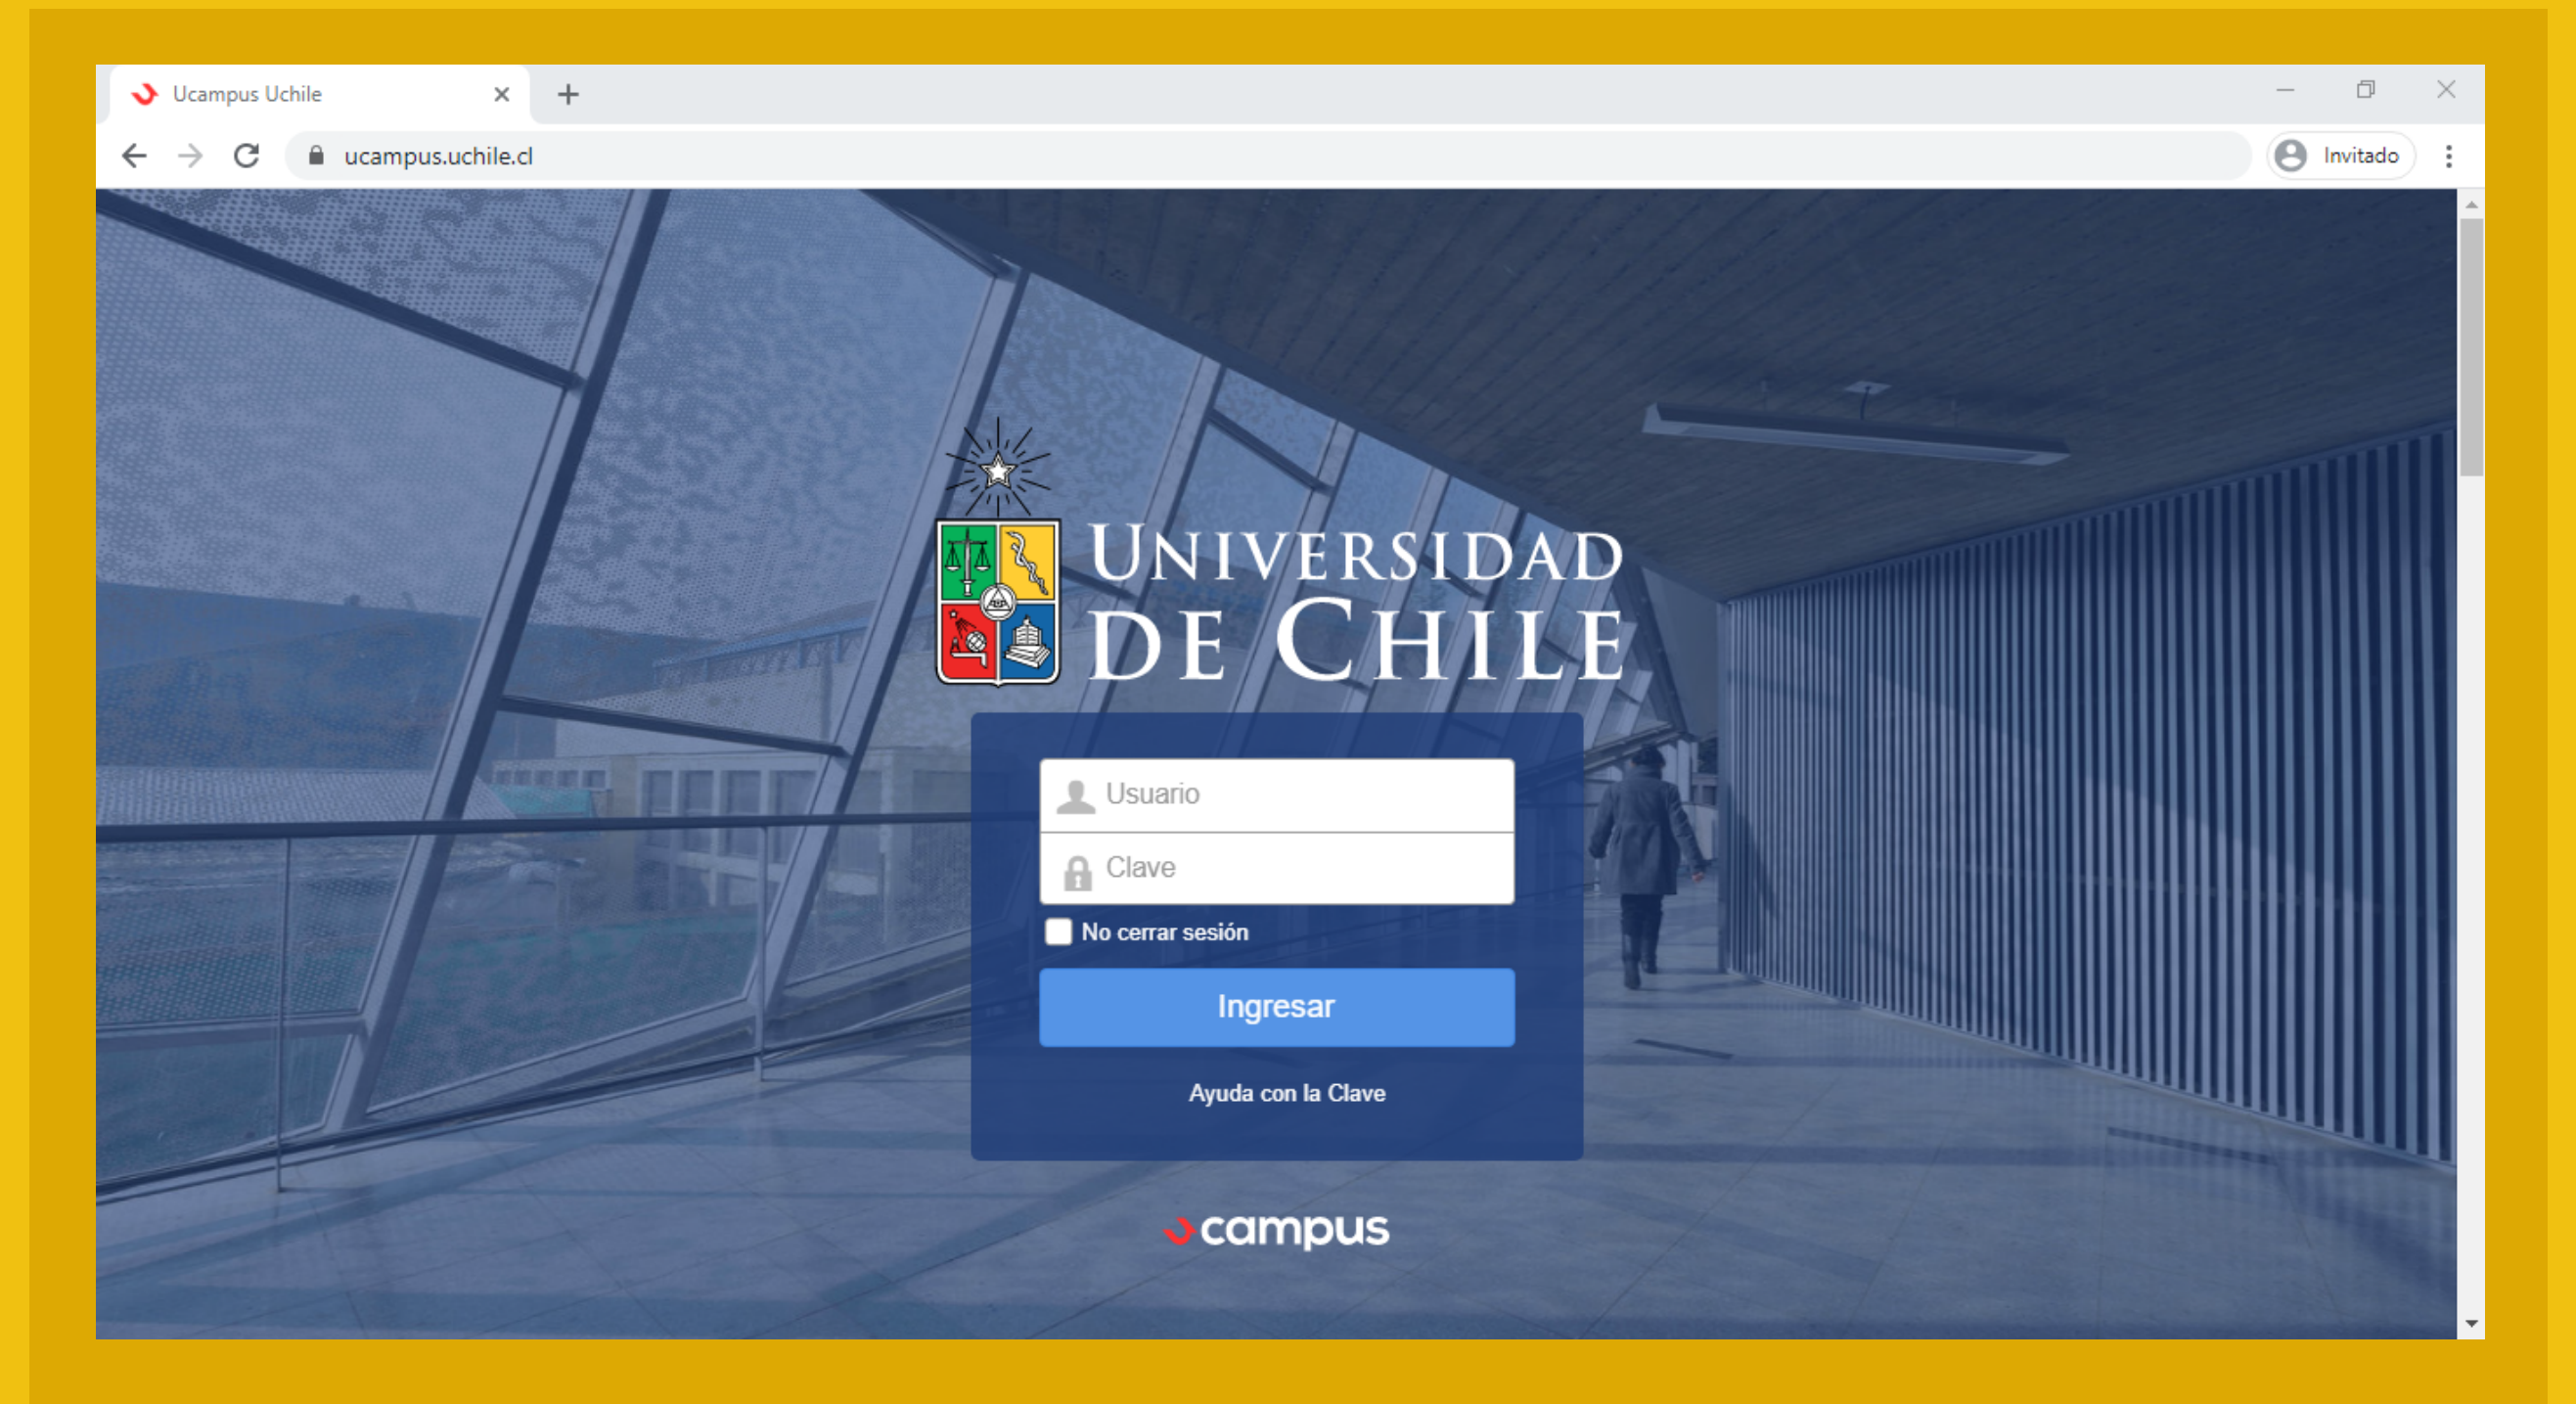 Ucampus Uchile
ucampus.uchile.cl
Invitado
UNIVERSIDAD
DE CHILE
Usuario
Clave
No cerrar sesión
Ingresar
Ayuda con la Clave
ucampus